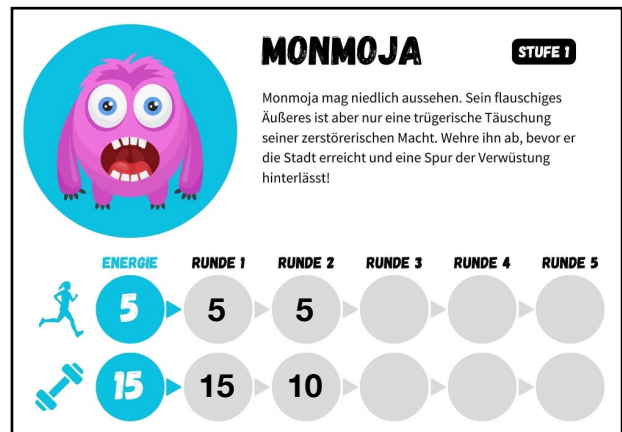 MONMOJA
STUFE 1
Monmoja mag niedlich aussehen. Sein flauschiges
Äußeres ist aber nur eine trügerische Täuschung
seiner zerstörerischen Macht. Wehre ihn ab, bevor er
die Stadt erreicht und eine Spur der Verwüstung
hinterlässt!
ENERGIE RUNDE 1 RUNDE 2 RUNDE 3 RUNDE 4 RUNDE 5
5 5 5
15 15 10